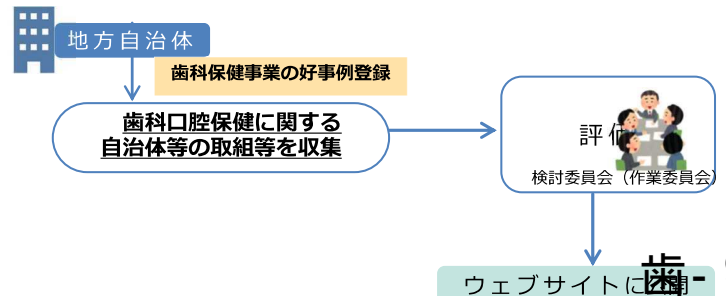 地方自治体
歯科保健事業の好事例登録
歯科口腔保健に関する
自治体等の取組等を収集
評価
検討委員会（作業委員会）
ウェブサイトに
歯-